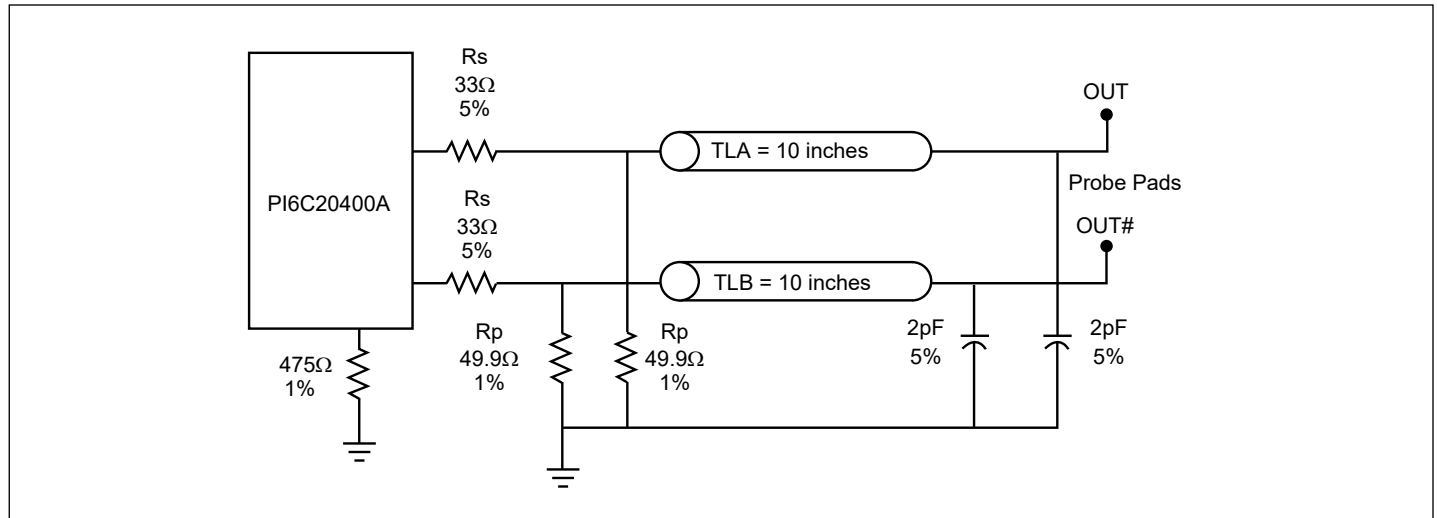 Rs
33Ω
5%
OUT
TLA = 10 inches
Probe Pads
PI6C20400A
Rs
33Ω
5%
OUT#
TLB = 10 inches
Rp
49.9Ω
1%
Rp
49.9Ω
1%
2pF
5%
2pF
5%
475Ω
1%